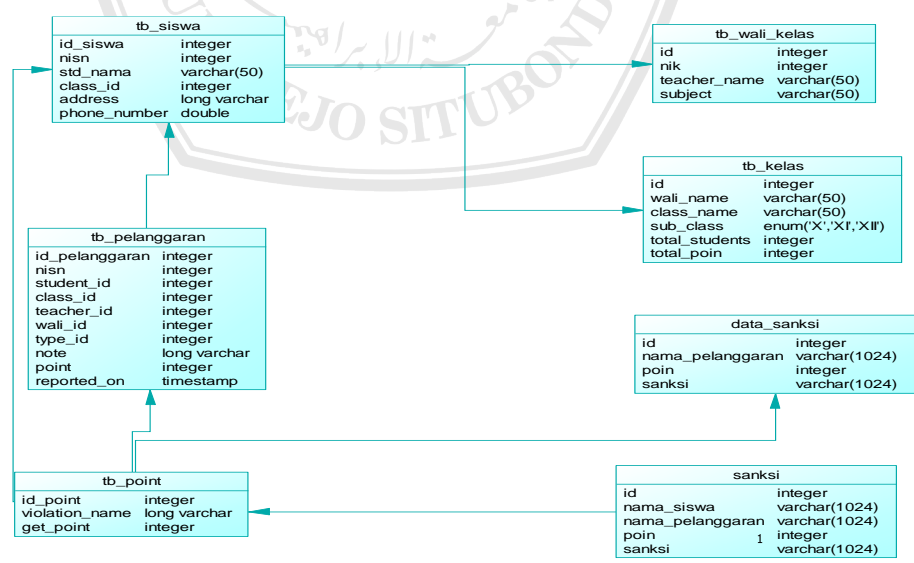 tb_siswa
id_siswa integer
nisn integer
std_nama varchar(50)
class_id integer
address long varchar
phone_number double
tb_wali_kelas
id integer
nik integer
teacher_name varchar(50)
subject varchar(50)
EJO SITUBOND
tb_kelas
id integer
wali_name varchar(50)
class_name varchar(50)
sub_class enum('X','XI','XII')
total_students integer
total_poin integer
tb_pelanggaran
id_pelanggaran integer
nisn integer
student_id integer
class_id integer
teacher_id integer
wali_id integer
type_id integer
note long varchar
point integer
reported_on timestamp
data_sanksi
id integer
nama_pelanggaran varchar(1024)
poin integer
sanksi varchar(1024)
tb_point
id_point integer
violation_name long varchar
get_point integer
sanksi
id integer
nama_siswa varchar(1024)
nama_pelanggaran varchar(1024)
poin 1 integer
sanksi varchar(1024)